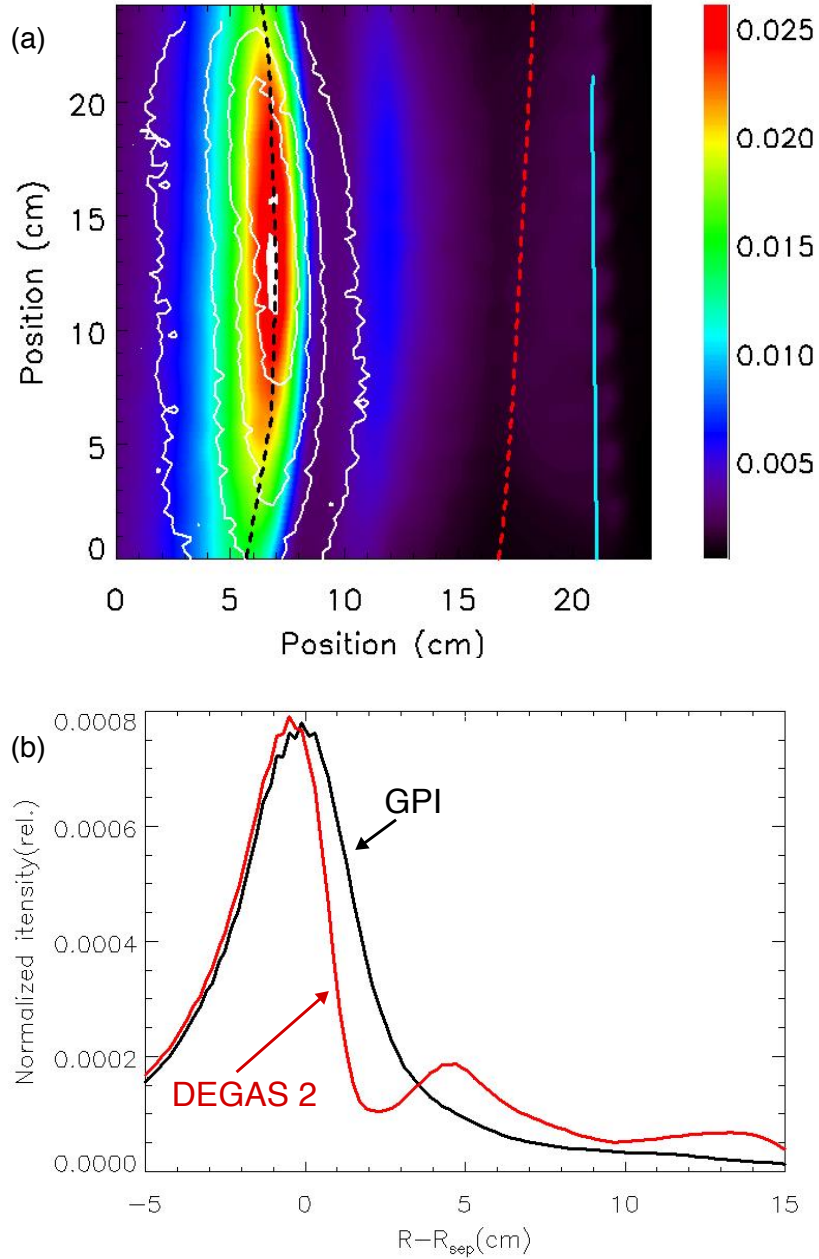 (a)
Position (cm)
20
15
10
5
0
0 5 10 15 20
Position (cm)
0.025
0.020
0.015
0.010
0.005
(b)
Normalized itensity(rel.)
0.0008
0.0006
0.0004
0.0002
0.0000
GPI
DEGAS 2
−5 0 5 10 15
R−Rsep(cm)